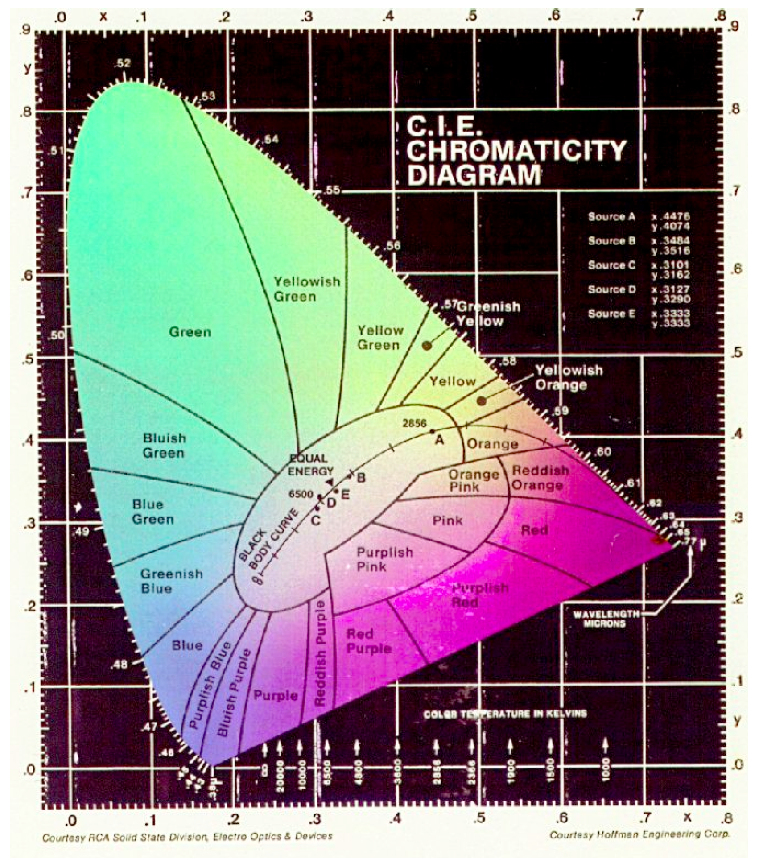 .0 x .1 .2 .3 .4 .5 .6 .7 .8
.9 .9
y
.8 .8
.7 .7
.6 .6
.5 .5
.4 .4
.3 .3
.2 .2
.1 .1
y
.0 .0
C.I.E.
CHROMATICITY
DIAGRAM
Source A x .4476
y .4074
Source B x .3484
y .3516
Source C x .3101
y .3162
Source D x .3127
y .3290
Source E x .3333
y .3333
.52
.53
.54
.51
.55
.56
.57
.50
.58
.59
.60
.61
.62
.63
.64
.65
.77 µ
.49
.48
.47
Greenish
Yellow
Yellowish
Green
Green
Yellow
Green
Yellow
Yellowish
Orange
2856
A
Orange
Bluish
Green
EQUAL
ENERGY
B
6500
E
D
C
Orange
Pink
Reddish
Orange
Blue
Green
BLACK
BODY CURVE
∞
Pink
Red
Purplish
Pink
Greenish
Blue
Purplish
Red
WAVELENGTH
MICRONS
Blue
Purplish Blue
Bluish Purple
Purple
Reddish Purple
Red
Purple
COLOR TEMPERATURE IN KELVINS
∞ 20000 10000 6500 4800 3600 2856 1900 1500 1000
.0 .1 .2 .3 .4 .5 .6 .7 x .8
Courtesy RCA Solid State Division, Electro Optics & Devices
Courtesy Hoffman Engineering Corp.